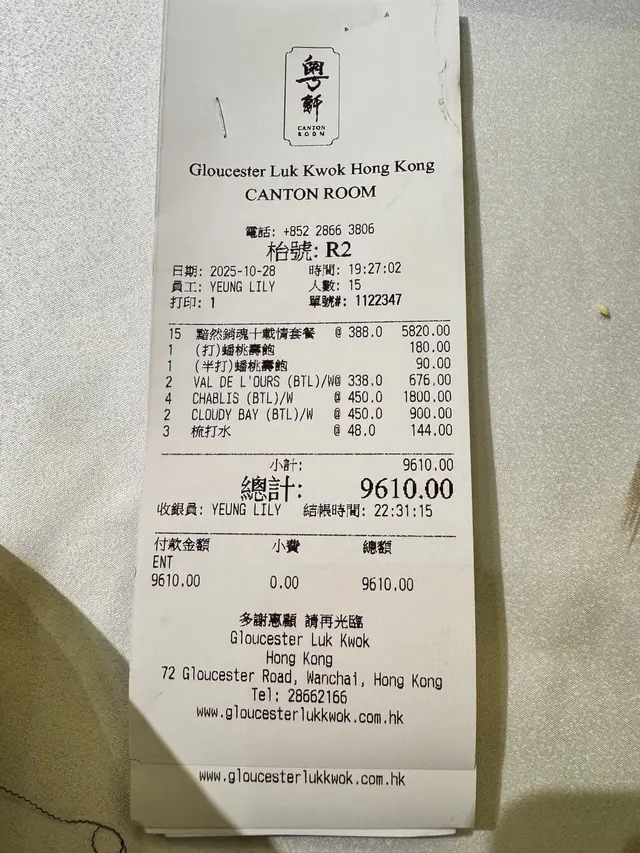 粵軒
CANTON
ROOM
Gloucester Luk Kwok Hong Kong
CANTON ROOM
電話: +852 2866 3806
枱號: R2
日期: 2025-10-28 時間: 19:27:02
員工: YEUNG LILY 人數: 15
打印: 1 單號#: 1122347
15 黯然銷魂十載情套餐 @ 388.0 5820.00
1 (打)蟠桃壽飽 180.00
1 (半打)蟠桃壽飽 90.00
2 VAL DE L'OURS (BTL)/W@ 338.0 676.00
4 CHABLIS (BTL)/W @ 450.0 1800.00
2 CLOUDY BAY (BTL)/W @ 450.0 900.00
3 梳打水 @ 48.0 144.00
小計: 9610.00
總計: 9610.00
收銀員: YEUNG LILY 結帳時間: 22:31:15
付款金額 小費 總額
ENT
9610.00 0.00 9610.00
多謝惠顧 請再光臨
Gloucester Luk Kwok
Hong Kong
72 Gloucester Road, Wanchai, Hong Kong
Tel: 28662166
www.gloucesterlukkwok.com.hk
www.gloucesterlukkwok.com.hk